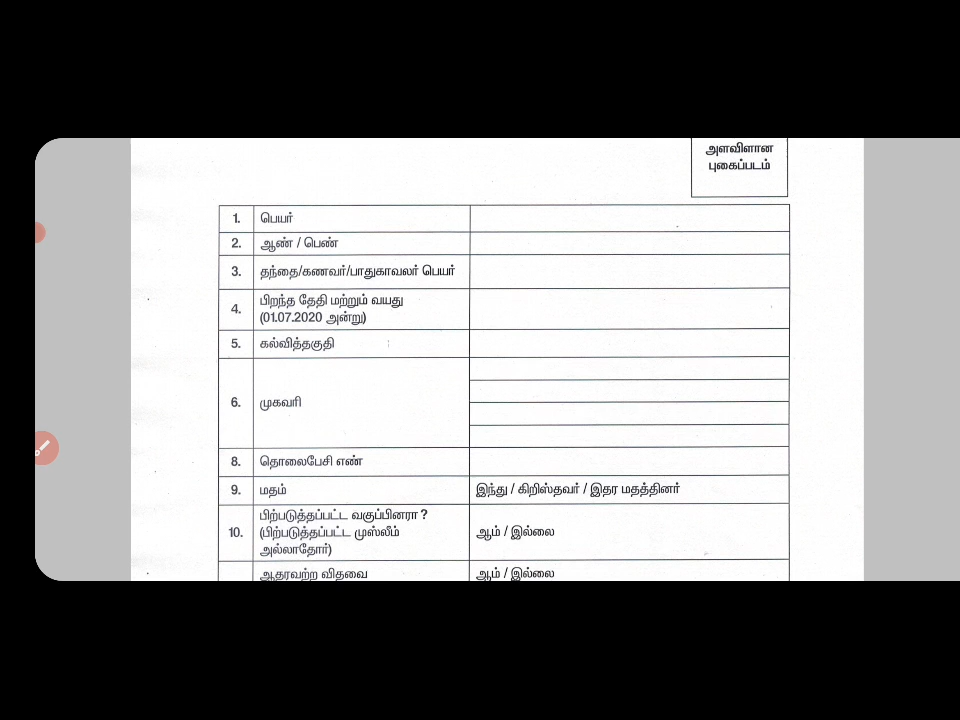 அளவிளான
புகைப்படம்
1. பெயர்
2. ஆண் / பெண்
3. தந்தை/கணவர்/பாதுகாவலர் பெயர்
4. பிறந்த தேதி மற்றும் வயது
(01.07.2020 அன்று)
5. கல்வித்தகுதி
6. முகவரி
8. தொலைபேசி எண்
9. மதம் இந்து / கிறிஸ்தவர் / இதர மதத்தினர்
10. பிற்படுத்தப்பட்ட வகுப்பினரா ?
(பிற்படுத்தப்பட்ட முஸ்லீம் ஆம் / இல்லை
அல்லாதோர்)
ஆதரவற்ற விதவை ஆம் / இல்லை